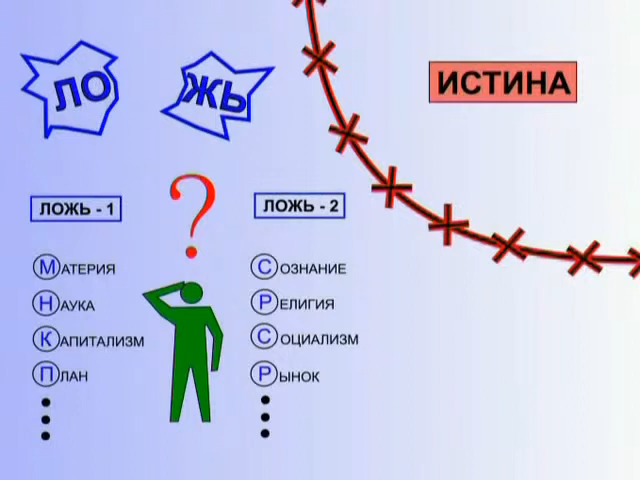 ЛО ЖЬ
ИСТИНА
?
ЛОЖЬ - 1
МАТЕРИЯ
НАУКА
КАПИТАЛИЗМ
ПЛАН
ЛОЖЬ - 2
СОЗНАНИЕ
РЕЛИГИЯ
СОЦИАЛИЗМ
РЫНОК